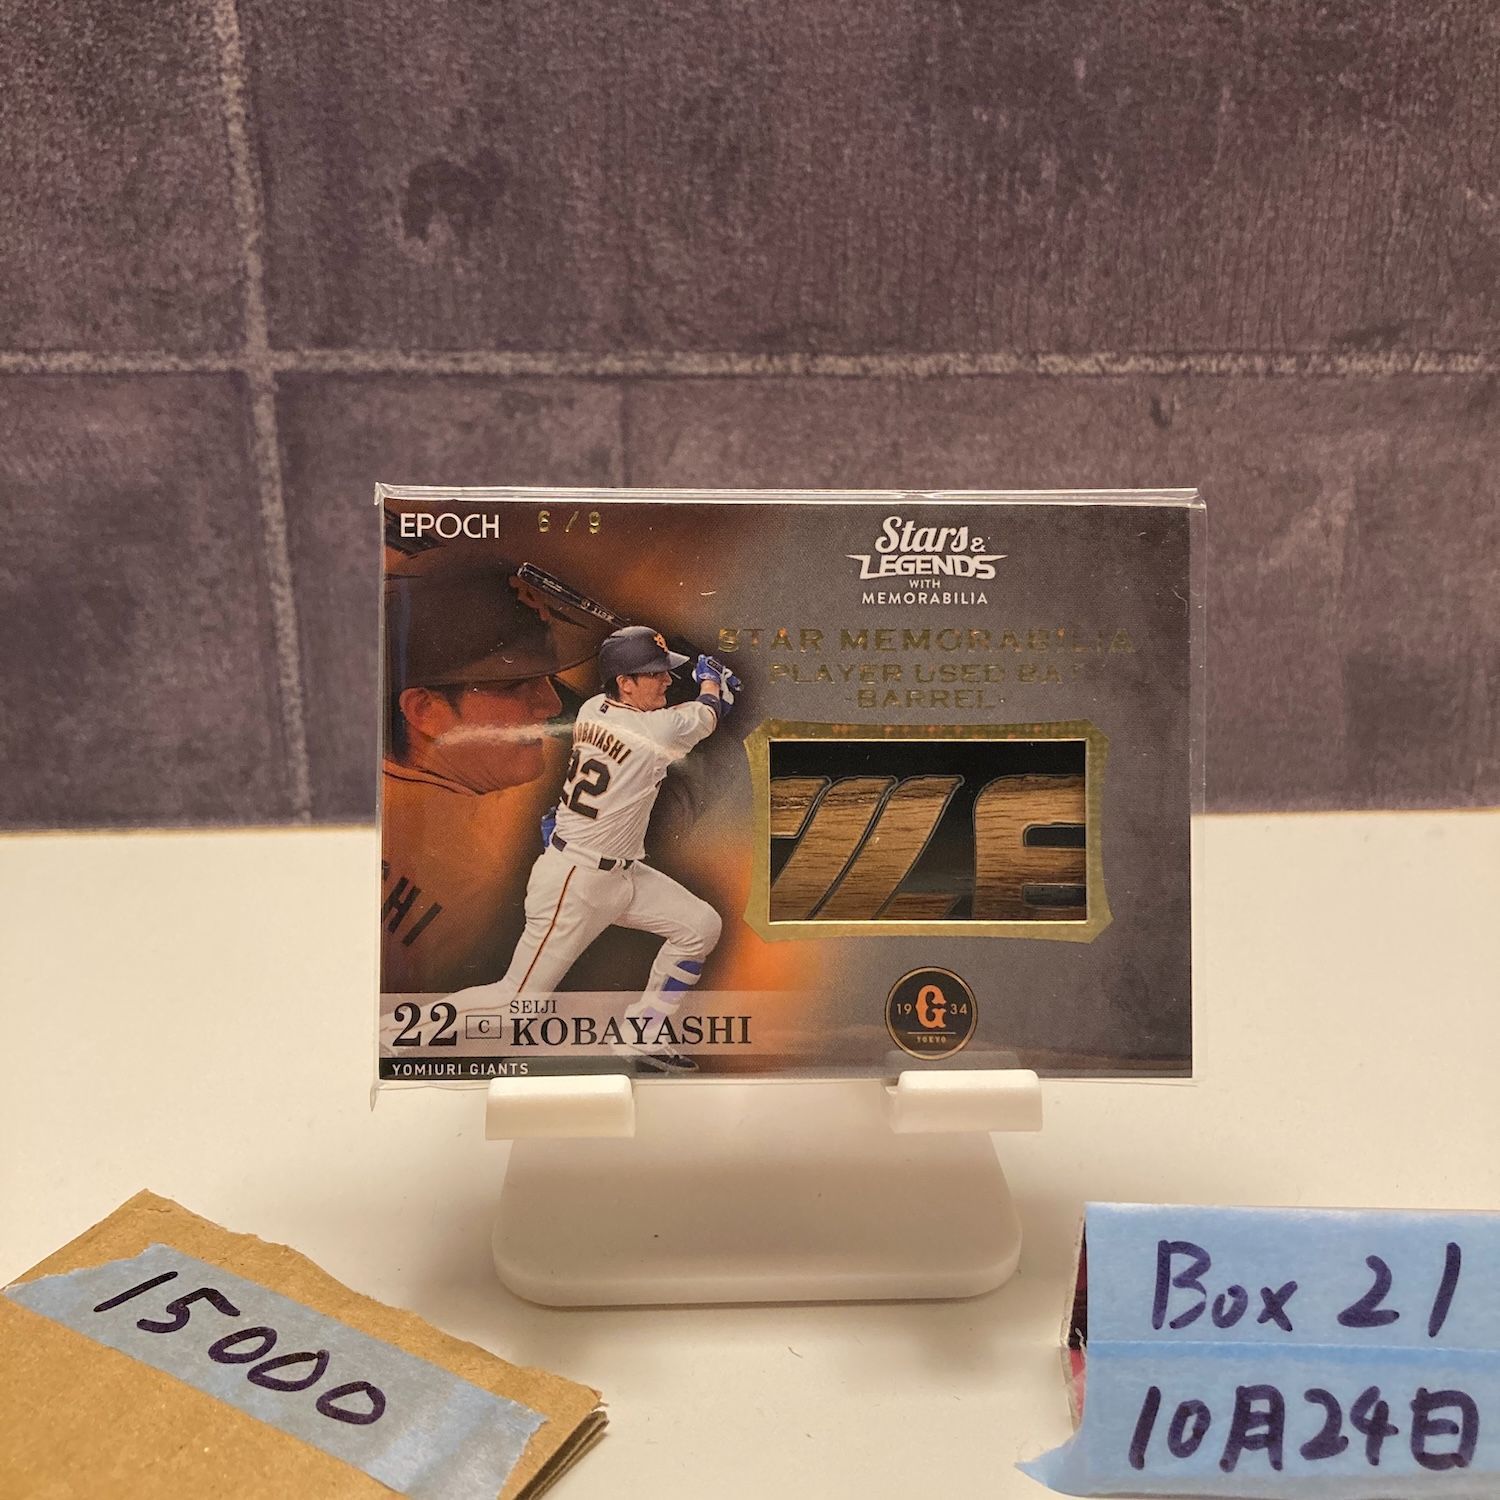 EPOCH 6/9
Stars &
LEGENDS
WITH
MEMORABILIA
STAR MEMORABILIA
PLAYER USED BAT
-BARREL-
KOBAYASHI
22
22 C SEIJI
KOBAYASHI
YOMIURI GIANTS
19 G 34
TOKYO
15000
Box 21
10月24日